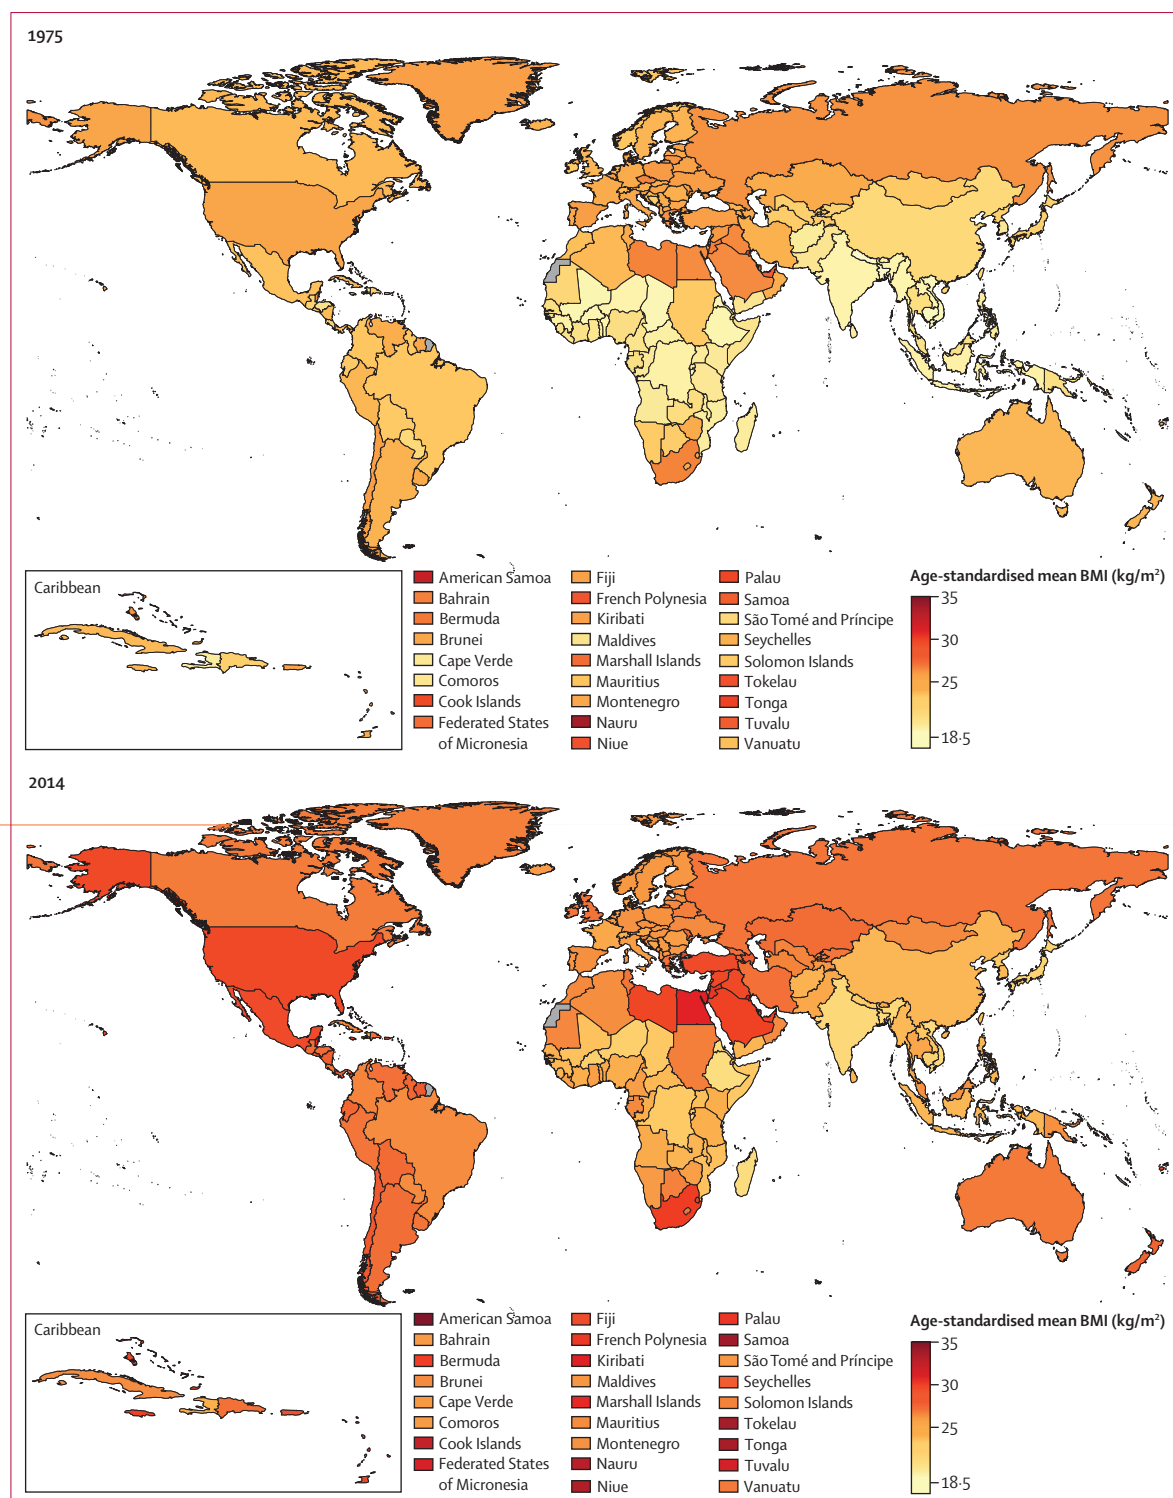 1975
Caribbean
American Samoa
Bahrain
Bermuda
Brunei
Cape Verde
Comoros
Cook Islands
Federated States
of Micronesia
Fiji
French Polynesia
Kiribati
Maldives
Marshall Islands
Mauritius
Montenegro
Nauru
Niue
Palau
Samoa
São Tomé and Príncipe
Seychelles
Solomon Islands
Tokelau
Tonga
Tuvalu
Vanuatu
Age-standardised mean BMI (kg/m²)
35
30
25
18·5
2014
Caribbean
American Samoa
Bahrain
Bermuda
Brunei
Cape Verde
Comoros
Cook Islands
Federated States
of Micronesia
Fiji
French Polynesia
Kiribati
Maldives
Marshall Islands
Mauritius
Montenegro
Nauru
Niue
Palau
Samoa
São Tomé and Príncipe
Seychelles
Solomon Islands
Tokelau
Tonga
Tuvalu
Vanuatu
Age-standardised mean BMI (kg/m²)
35
30
25
18·5